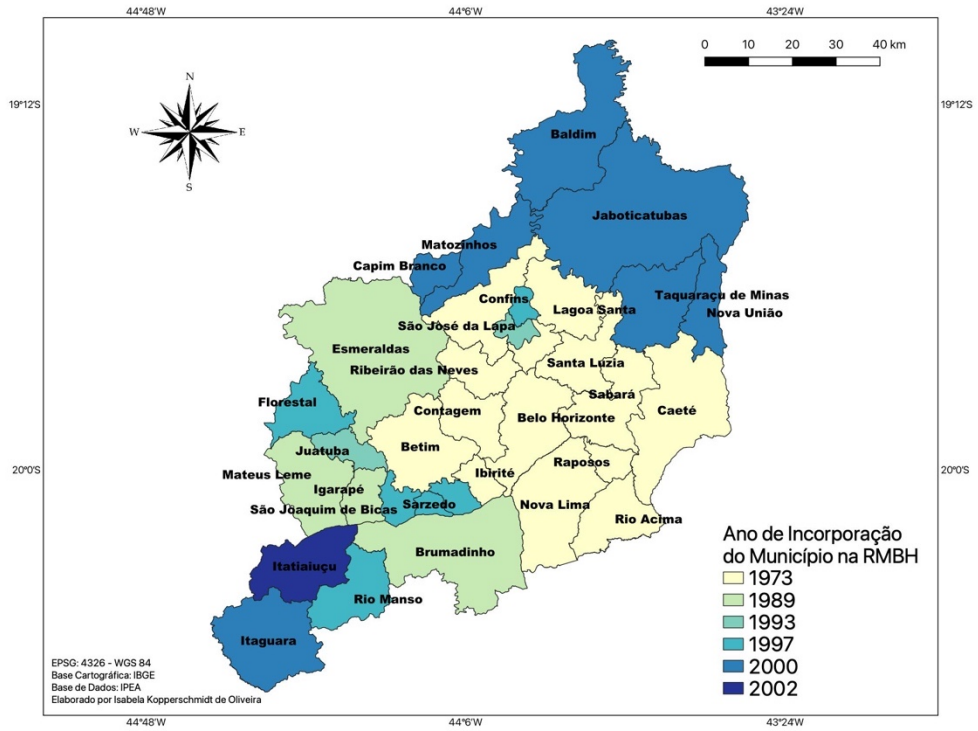 44°48'W
44°6'W
43°24'W
0 10 20 30 40 km
19°12'S
19°12'S
N
W
E
S
Baldim
Jaboticatubas
Matozinhos
Capim Branco
Confins
Taquaraçu de Minas
Lagoa Santa
Nova União
São José da Lapa
Esmeraldas
Santa Luzia
Ribeirão das Neves
Sabará
Florestal
Contagem
Belo Horizonte
Caeté
Betim
Juatuba
Raposos
20°0'S
20°0'S
Mateus Leme
Ibirité
Igarapé
São Joaquim de Bicas
Sarzedo
Nova Lima
Rio Acima
Brumadinho
Itatiaiuçu
Rio Manso
Itaguara
Ano de Incorporação
do Município na RMBH
1973
1989
1993
1997
2000
2002
EPSG: 4326 - WGS 84
Base Cartográfica: IBGE
Base de Dados: IPEA
Elaborado por Isabela Kopperschmidt de Oliveira
44°48'W
44°6'W
43°24'W